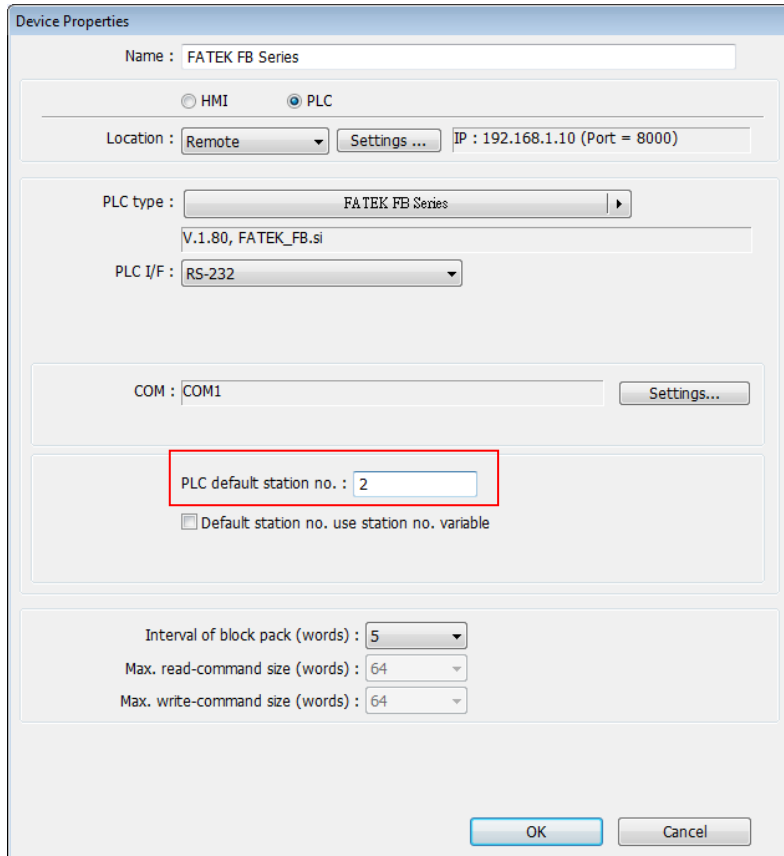 Device Properties
Name : FATEK FB Series
HMI PLC
Location : Remote Settings ... IP : 192.168.1.10 (Port = 8000)
PLC type : FATEK FB Series
V.1.80, FATEK_FB.si
PLC I/F : RS-232
COM : COM1 Settings...
PLC default station no. : 2
Default station no. use station no. variable
Interval of block pack (words) : 5
Max. read-command size (words) : 64
Max. write-command size (words) : 64
OK Cancel